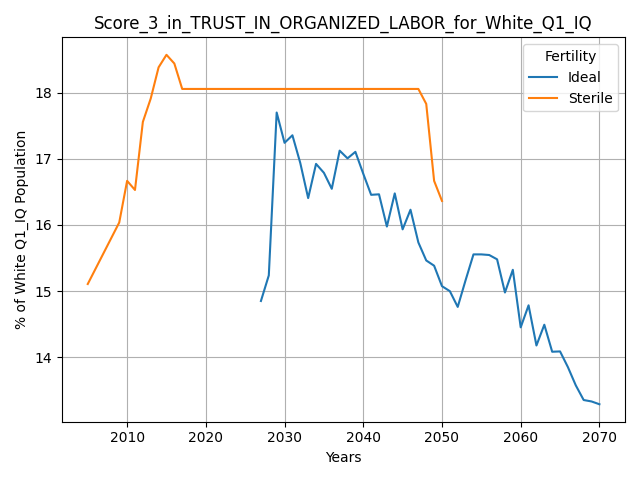 Score_3_in_TRUST_IN_ORGANIZED_LABOR_for_White_Q1_IQ
Fertility
Ideal
Sterile
% of White Q1_IQ Population
18
17
16
15
14
2010 2020 2030 2040 2050 2060 2070
Years